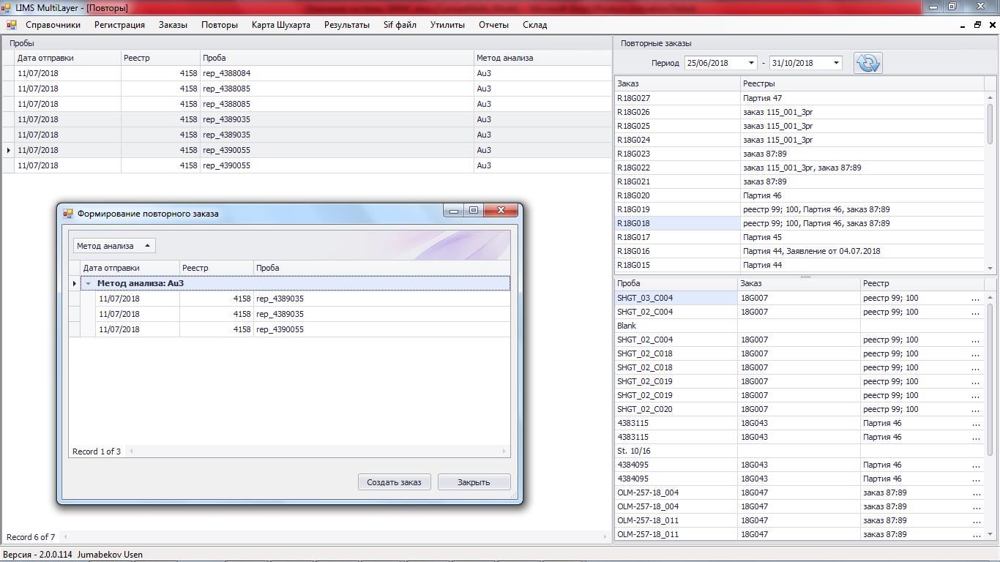 LIMS MultiLayer - [Повторы]
Справочники Регистрация Заказы Повторы Карта Шухарта Результаты Sif файл Утилиты Отчеты Склад
Пробы
Дата отправки Реестр Проба Метод анализа
11/07/2018 4158 rep_4388084 Au3
11/07/2018 4158 rep_4388085 Au3
11/07/2018 4158 rep_4388085 Au3
11/07/2018 4158 rep_4389035 Au3
11/07/2018 4158 rep_4389035 Au3
11/07/2018 4158 rep_4390055 Au3
11/07/2018 4158 rep_4390055 Au3
Формирование повторного заказа
Метод анализа
Дата отправки Реестр Проба
Метод анализа: Au3
11/07/2018 4158 rep_4389035
11/07/2018 4158 rep_4389035
11/07/2018 4158 rep_4390055
Record 1 of 3
Создать заказ Закрыть
Record 6 of 7
Повторные заказы
Период 25/06/2018 - 31/10/2018
Заказ Реестры
R18G027 Партия 47
R18G026 заказ 115_001_3pr
R18G025 заказ 115_001_3pr
R18G024 заказ 115_001_3pr
R18G023 заказ 87:89
R18G022 заказ 115_001_3pr, заказ 87:89
R18G021 заказ 87:89
R18G020 Партия 46
R18G019 реестр 99; 100, Партия 46, заказ 87:89
R18G018 реестр 99; 100, Партия 46, заказ 87:89
R18G017 Партия 45
R18G016 Партия 44, Заявление от 04.07.2018
R18G015 Партия 44
Проба Заказ Реестр
SHGT_03_C004 18G007 реестр 99; 100 ...
SHGT_02_C004 18G007 реестр 99; 100 ...
Blank
SHGT_02_C004 18G007 реестр 99; 100 ...
SHGT_02_C018 18G007 реестр 99; 100 ...
SHGT_02_C018 18G007 реестр 99; 100 ...
SHGT_02_C019 18G007 реестр 99; 100 ...
SHGT_02_C019 18G007 реестр 99; 100 ...
SHGT_02_C020 18G007 реестр 99; 100 ...
4383115 18G043 Партия 46 ...
4383115 18G043 Партия 46 ...
St. 10/16
4384095 18G043 Партия 46 ...
4384095 18G043 Партия 46 ...
OLM-257-18_004 18G047 заказ 87:89 ...
OLM-257-18_004 18G047 заказ 87:89 ...
OLM-257-18_011 18G047 заказ 87:89 ...
OLM-257-18_011 18G047 заказ 87:89 ...
Версия - 2.0.0.114 Jumabekov Usen